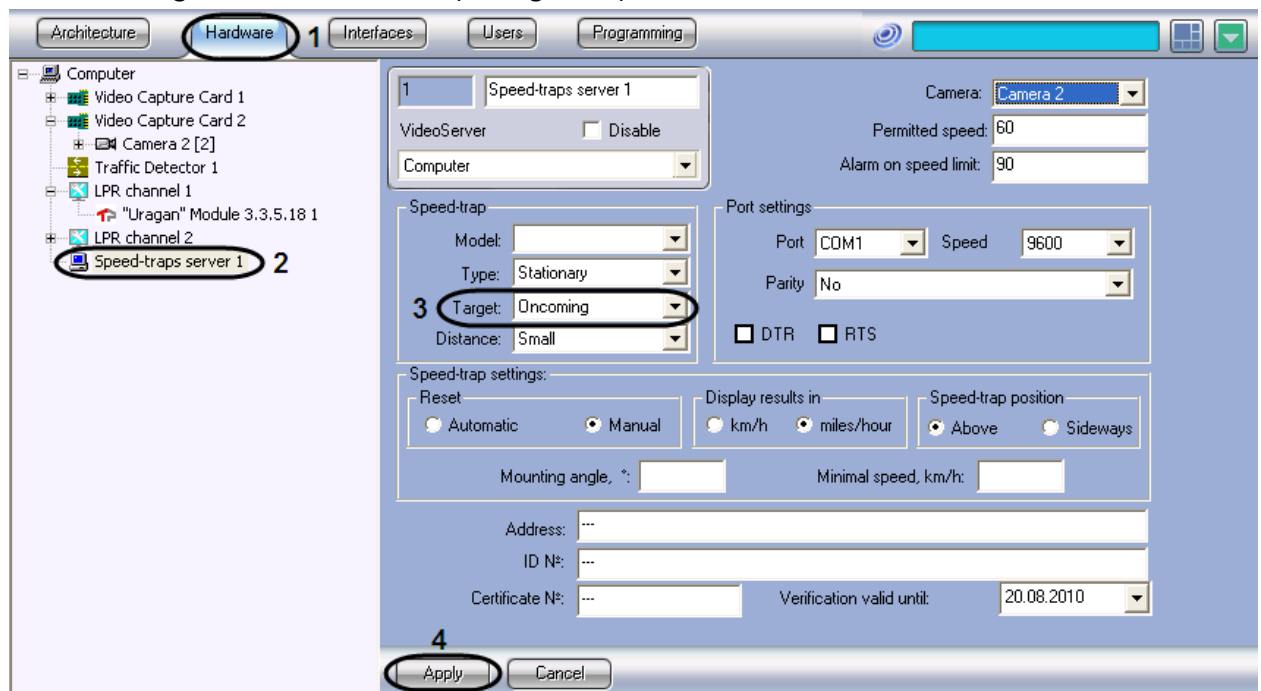 Architecture Hardware 1 Interfaces Users Programming
Computer
Video Capture Card 1
Video Capture Card 2
Camera 2 [2]
Traffic Detector 1
LPR channel 1
"Uragan" Module 3.3.5.18 1
LPR channel 2
Speed-traps server 1 2
1 Speed-traps server 1
VideoServer Disable
Computer
Camera: Camera 2
Permitted speed: 60
Alarm on speed limit: 90
Speed-trap
Model:
Type: Stationary
3 Target: Oncoming
Distance: Small
Port settings
Port COM1 Speed 9600
Parity No
DTR RTS
Speed-trap settings:
Reset
Automatic Manual
Display results in
km/h miles/hour
Speed-trap position
Above Sideways
Mounting angle, °: Minimal speed, km/h:
Address: ---
ID №: ---
Certificate №: --- Verification valid until: 20.08.2010
4
Apply Cancel